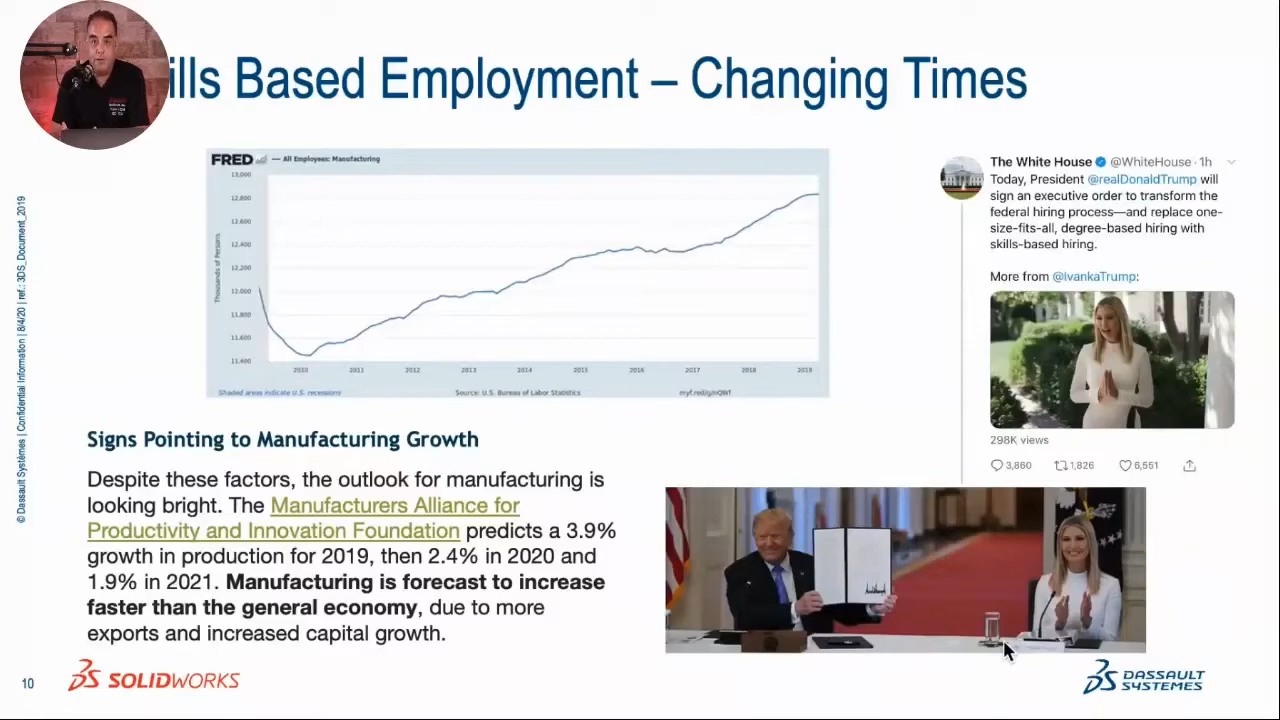 ills Based Employment – Changing Times
FRED — All Employees: Manufacturing
13,000
12,800
12,600
12,400
12,200
12,000
11,800
11,600
11,400
Thousands of Persons
2010 2011 2012 2013 2014 2015 2016 2017 2018 2019
Shaded areas indicate U.S. recessions Source: U.S. Bureau of Labor Statistics
The White House @WhiteHouse · 1h
Today, President @realDonaldTrump will
sign an executive order to transform the
federal hiring process—and replace one-
size-fits-all, degree-based hiring with
skills-based hiring.
More from @IvankaTrump:
298K views
3,860 1,826 6,551
Signs Pointing to Manufacturing Growth
Despite these factors, the outlook for manufacturing is
looking bright. The Manufacturers Alliance for
Productivity and Innovation Foundation predicts a 3.9%
growth in production for 2019, then 2.4% in 2020 and
1.9% in 2021. Manufacturing is forecast to increase
faster than the general economy, due to more
exports and increased capital growth.
© Dassault Systèmes | Confidential Information | 8/4/20 | ref.: 3DS_Document_2019
10
SOLIDWORKS
DASSAULT
SYSTEMES